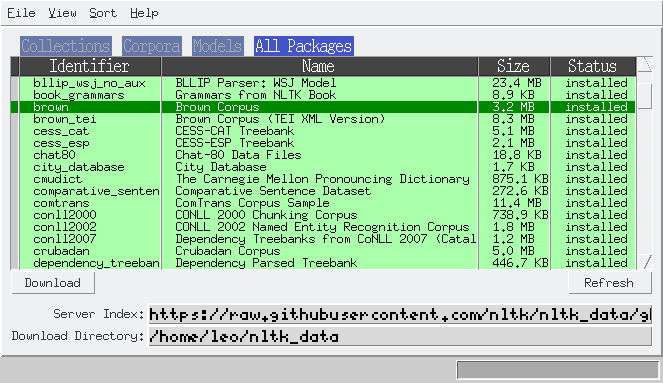 File View Sort Help
Collections Corpora Models All Packages
Identifier Name Size Status
bllip_wsj_no_aux BLLIP Parser: WSJ Model 23.4 MB installed
book_grammars Grammars from NLTK Book 8.9 KB installed
brown Brown Corpus 3.2 MB installed
brown_tei Brown Corpus (TEI XML Version) 8.3 MB installed
cess_cat CESS-CAT Treebank 5.1 MB installed
cess_esp CESS-ESP Treebank 2.1 MB installed
chat80 Chat-80 Data Files 18.8 KB installed
city_database City Database 1.7 KB installed
cmudict The Carnegie Mellon Pronouncing Dictionary 875.1 KB installed
comparative_senten Comparative Sentence Dataset 272.6 KB installed
comtrans ComTrans Corpus Sample 11.4 MB installed
conll2000 CONLL 2000 Chunking Corpus 738.9 KB installed
conll2002 CONLL 2002 Named Entity Recognition Corpus 1.8 MB installed
conll2007 Dependency Treebanks from CoNLL 2007 (Catal 1.2 MB installed
crubadan Crubadan Corpus 5.0 MB installed
dependency_treeban Dependency Parsed Treebank 446.7 KB installed
Download Refresh
Server Index: https://raw.githubusercontent.com/nltk/nltk_data/gh
Download Directory: /home/leo/nltk_data